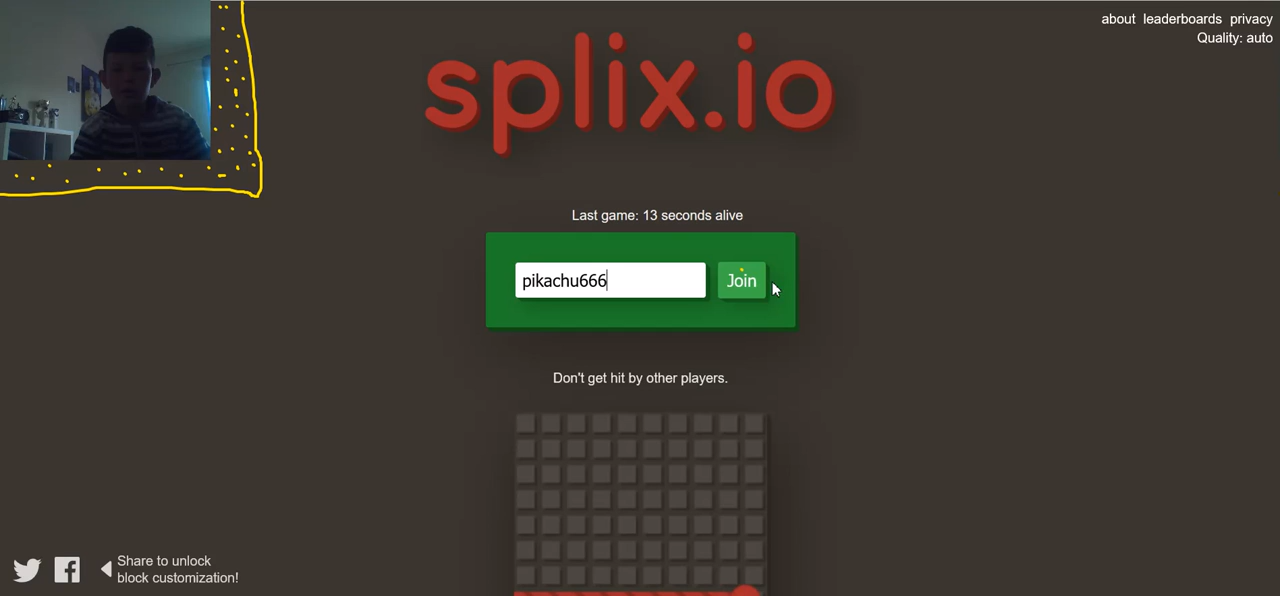 about leaderboards privacy
Quality: auto
splix.io
Last game: 13 seconds alive
pikachu666
Join
Don't get hit by other players.
Share to unlock
block customization!